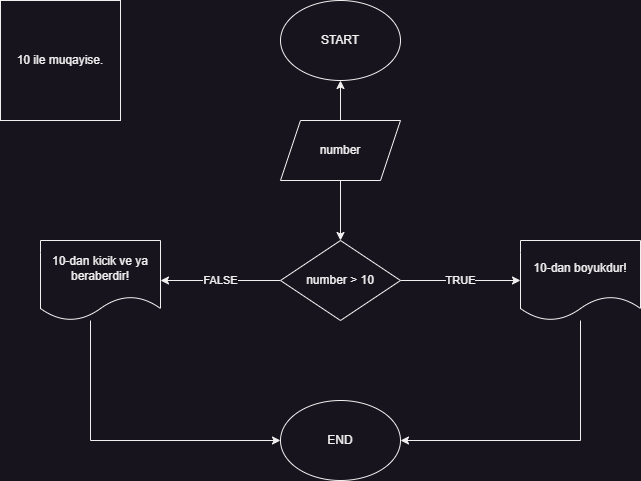 START
10 ile muqayise.
number
10-dan kicik ve ya
beraberdir!
FALSE
number > 10
TRUE
10-dan boyukdur!
END